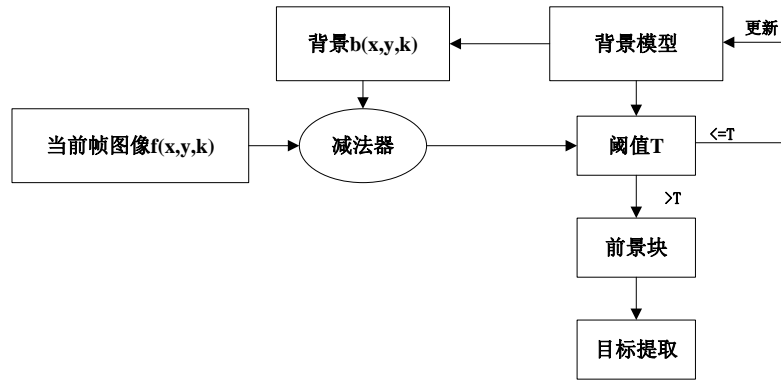 背景b(x,y,k)
背景模型
更新
当前帧图像f(x,y,k)
减法器
阈值T
<=T
>T
前景块
目标提取